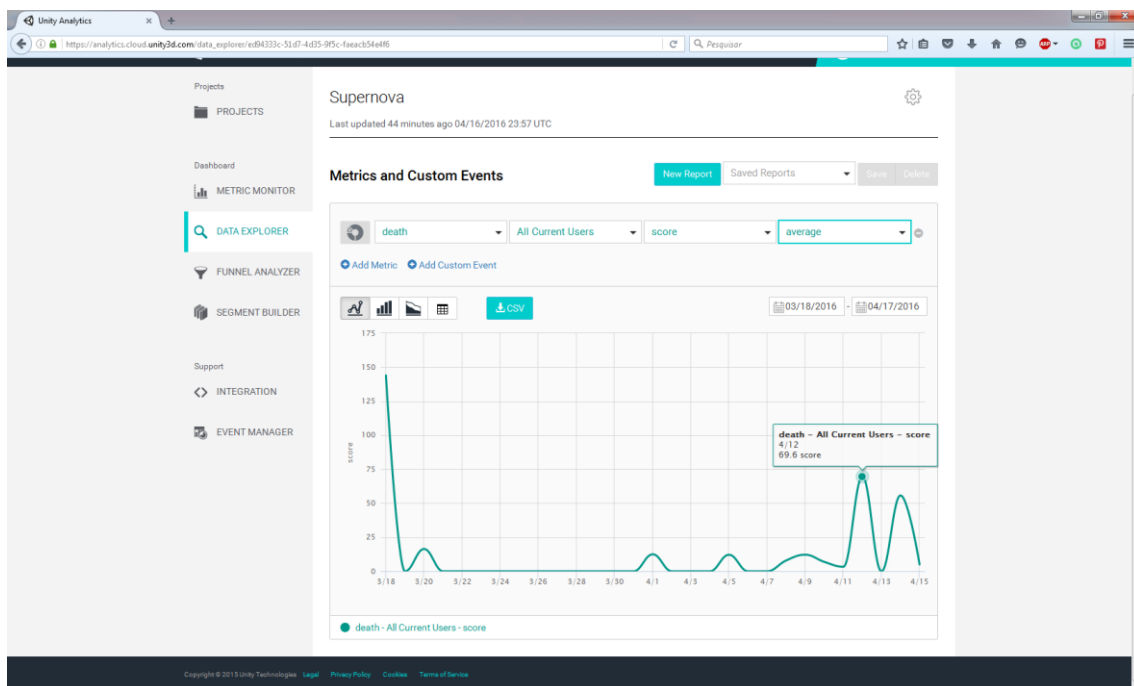 Unity Analytics
https://analytics.cloud.unity3d.com/data_explorer/ed94333c-51d7-4d35-9f5c-faeacb54e4f6
Pesquisar
ABP
Projects
PROJECTS
Dashboard
METRIC MONITOR
DATA EXPLORER
FUNNEL ANALYZER
SEGMENT BUILDER
Support
INTEGRATION
EVENT MANAGER
Supernova
Last updated 44 minutes ago 04/16/2016 23:57 UTC
Metrics and Custom Events
New Report
Saved Reports
Save
Delete
death
All Current Users
score
average
Add Metric
Add Custom Event
CSV
03/18/2016 - 04/17/2016
175
150
125
100
75
50
25
0
score
3/18 3/20 3/22 3/24 3/26 3/28 3/30 4/1 4/3 4/5 4/7 4/9 4/11 4/13 4/15
death - All Current Users - score
4/12
69.6 score
death - All Current Users - score
Copyright © 2015 Unity Technologies Legal Privacy Policy Cookies Terms of Service